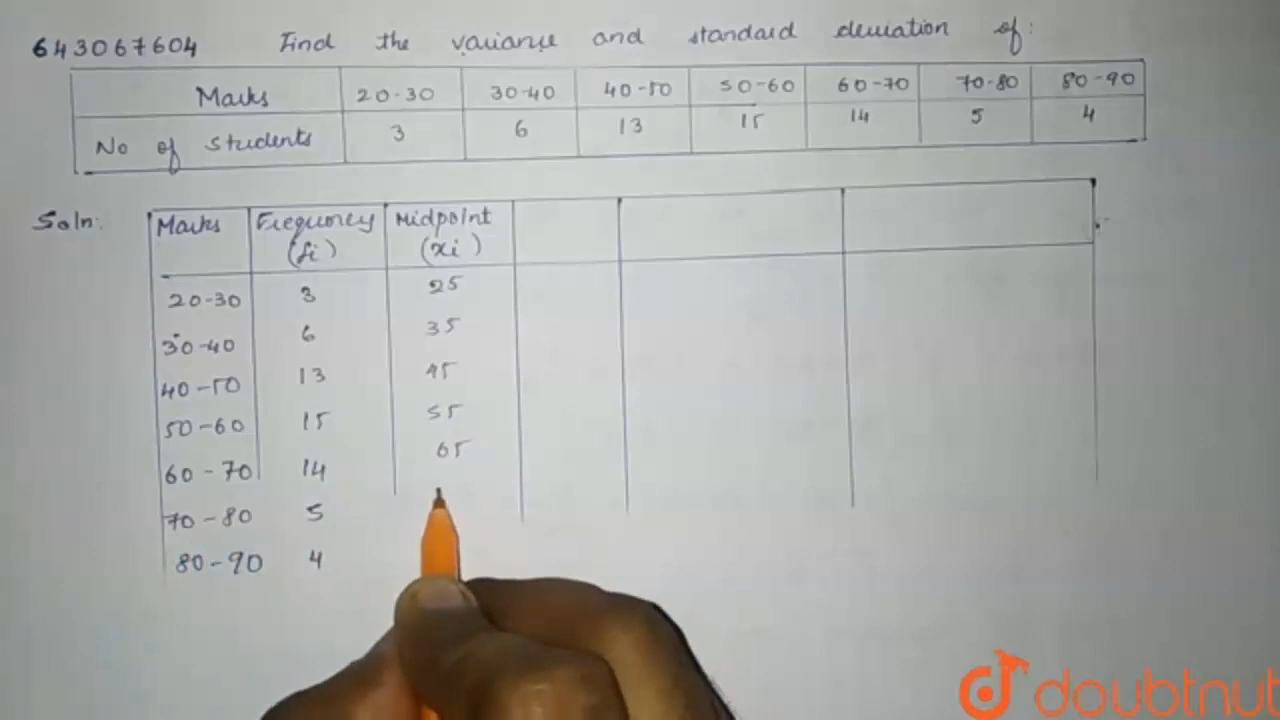 643067604 Find the variance and standard deviation of:
Marks 20-30 30-40 40-50 50-60 60-70 70-80 80-90
No of students 3 6 13 15 14 5 4
Soln: Marks Frequency (fi) Midpoint (xi)
20-30 3 25
30-40 6 35
40-50 13 45
50-60 15 55
60-70 14 65
70-80 5
80-90 4
doubtnut